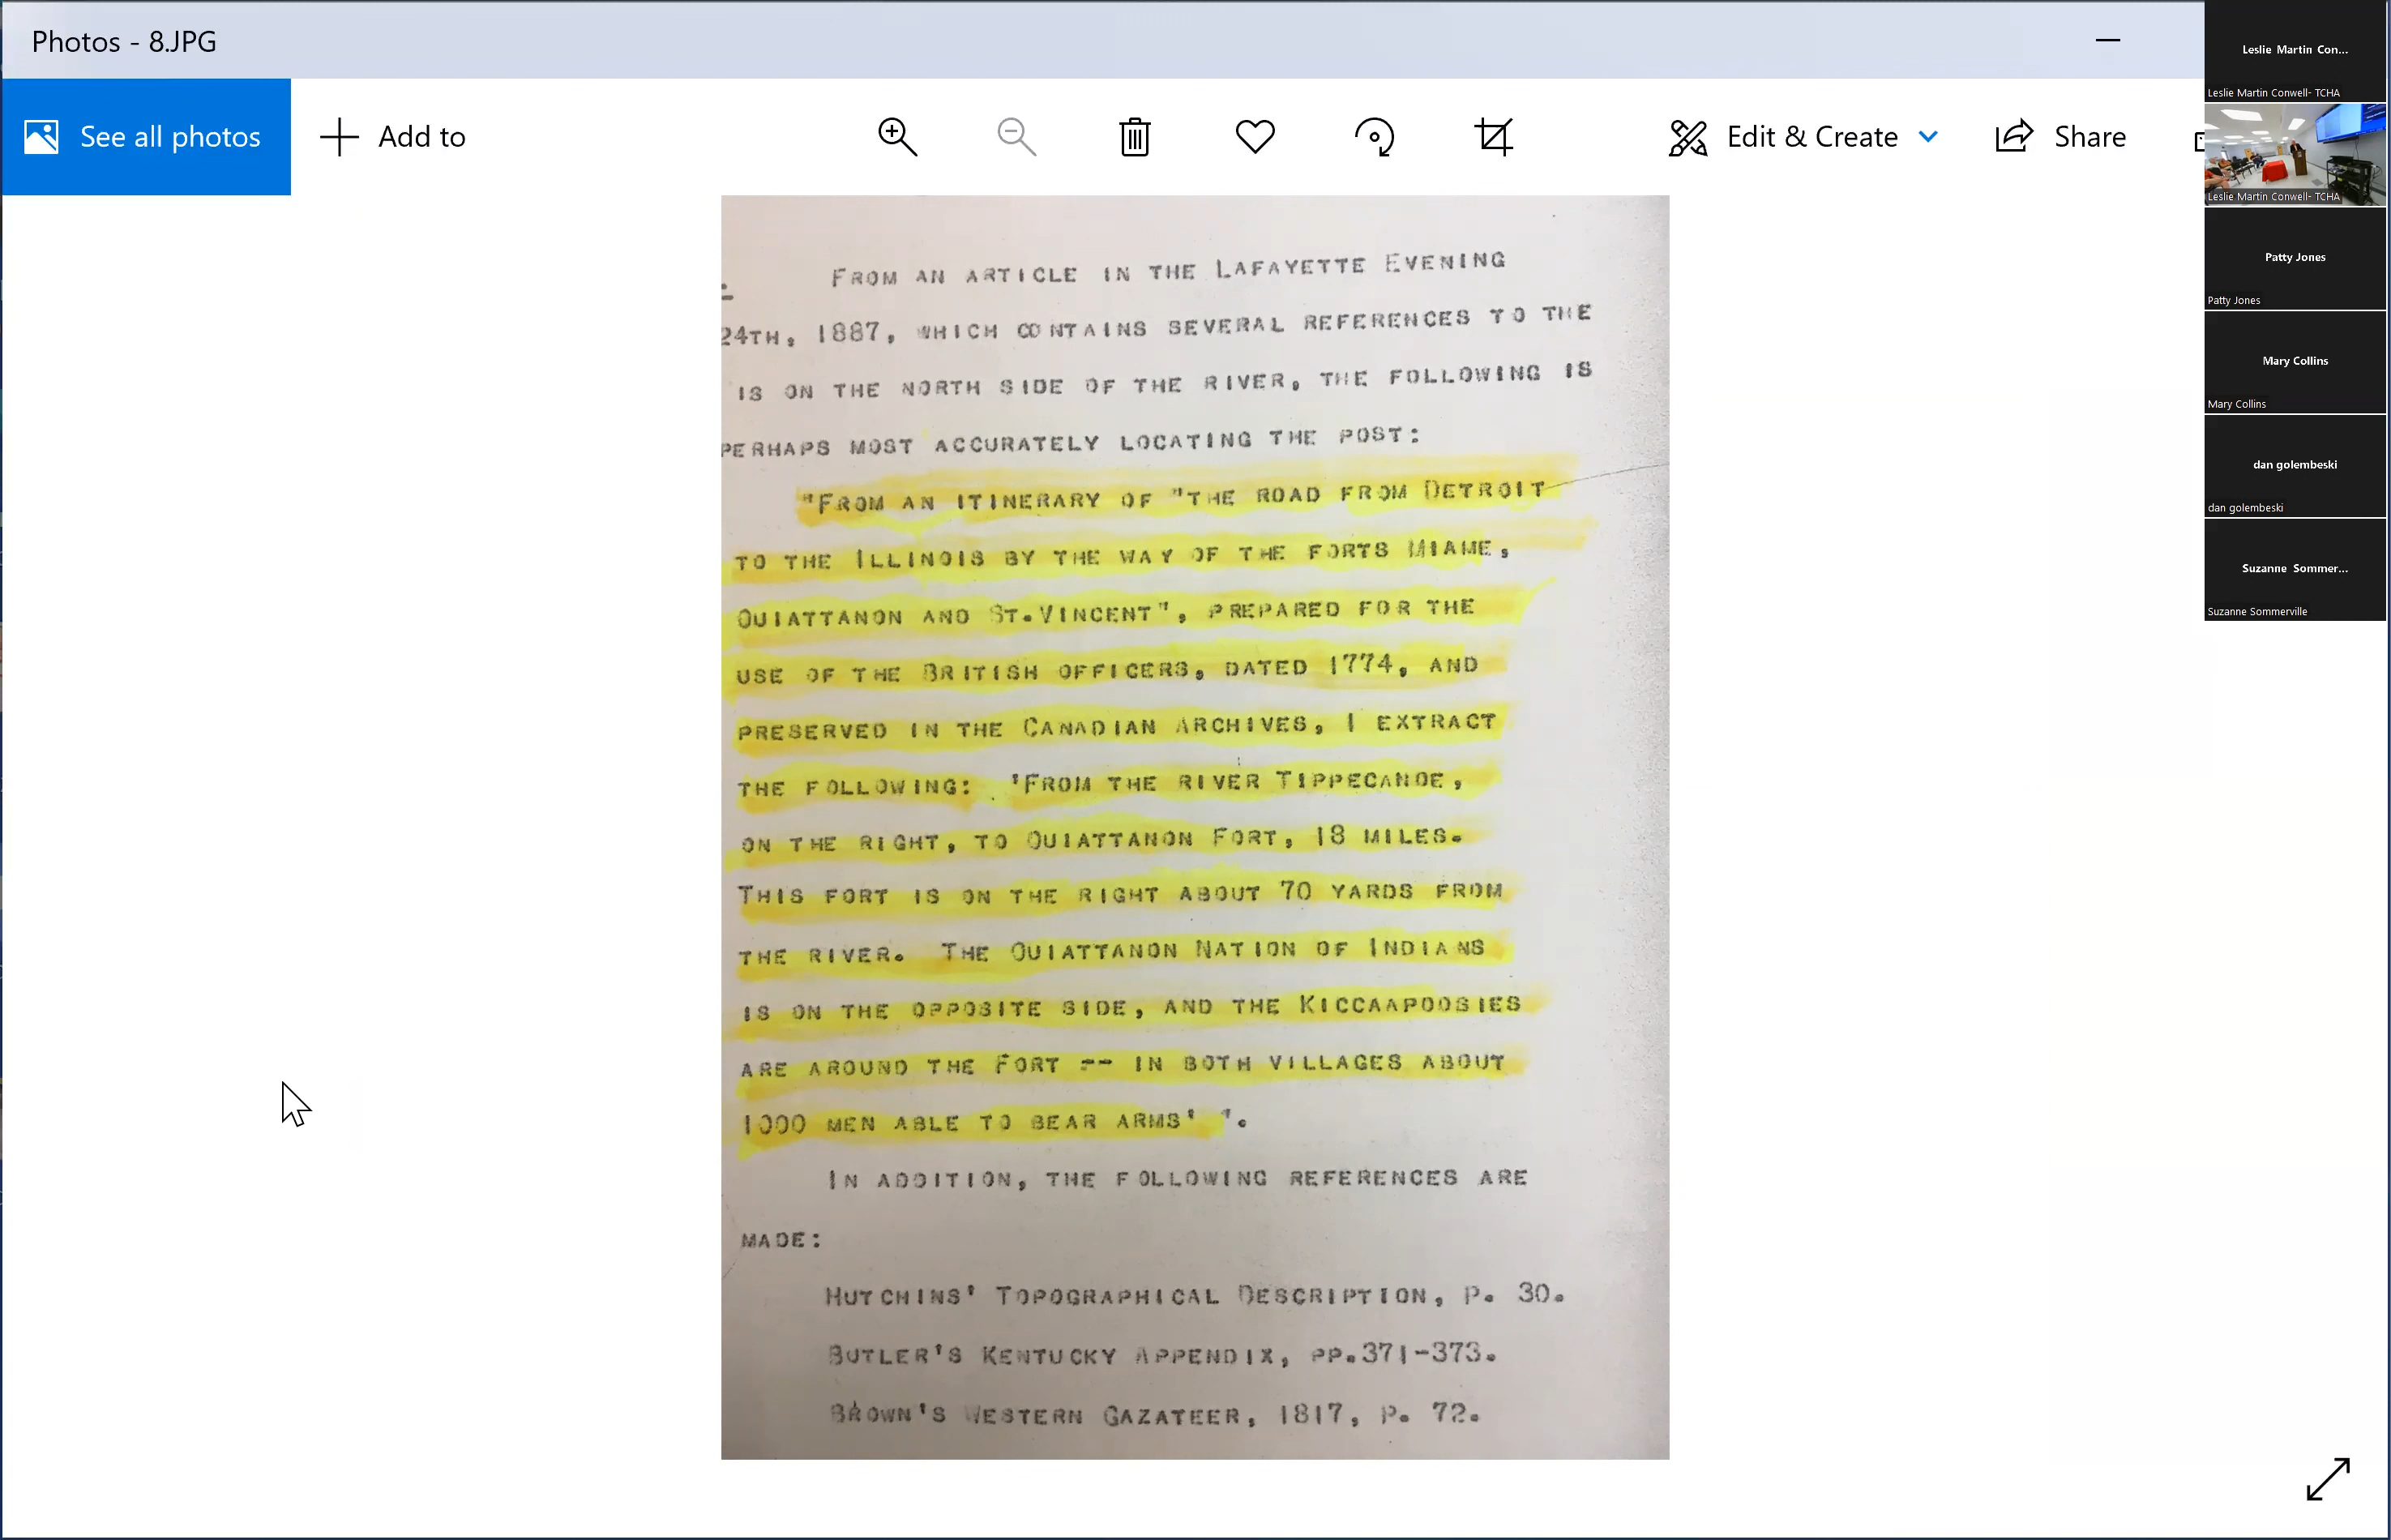 Photos - 8.JPG
See all photos
Add to
Edit & Create
Share
From an article in the Lafayette Evening
24th, 1887, which contains several references to the
is on the north side of the river, the following is
perhaps most accurately locating the post:
"From an itinerary of "the road from Detroit
to the Illinois by the way of the forts Miame,
Ouiattanon and St.Vincent", prepared for the
use of the British officers, dated 1774, and
preserved in the Canadian Archives, I extract
the following: 'From the river Tippecanoe,
on the right, to Ouiattanon Fort, 18 miles.
This fort is on the right about 70 yards from
the river. The Ouiattanon Nation of Indians
is on the opposite side, and the Kiccaapoosies
are around the Fort -- in both villages about
1000 men able to bear arms' ".
In addition, the following references are
made:
Hutchins' Topographical Description, p. 30.
Butler's Kentucky Appendix, pp.371-373.
Brown's Western Gazateer, 1817, p. 72.
Leslie Martin Con...
Leslie Martin Conwell- TCHA
Leslie Martin Conwell- TCHA
Patty Jones
Patty Jones
Mary Collins
Mary Collins
dan golembeski
dan golembeski
Suzanne Sommer...
Suzanne Sommerville